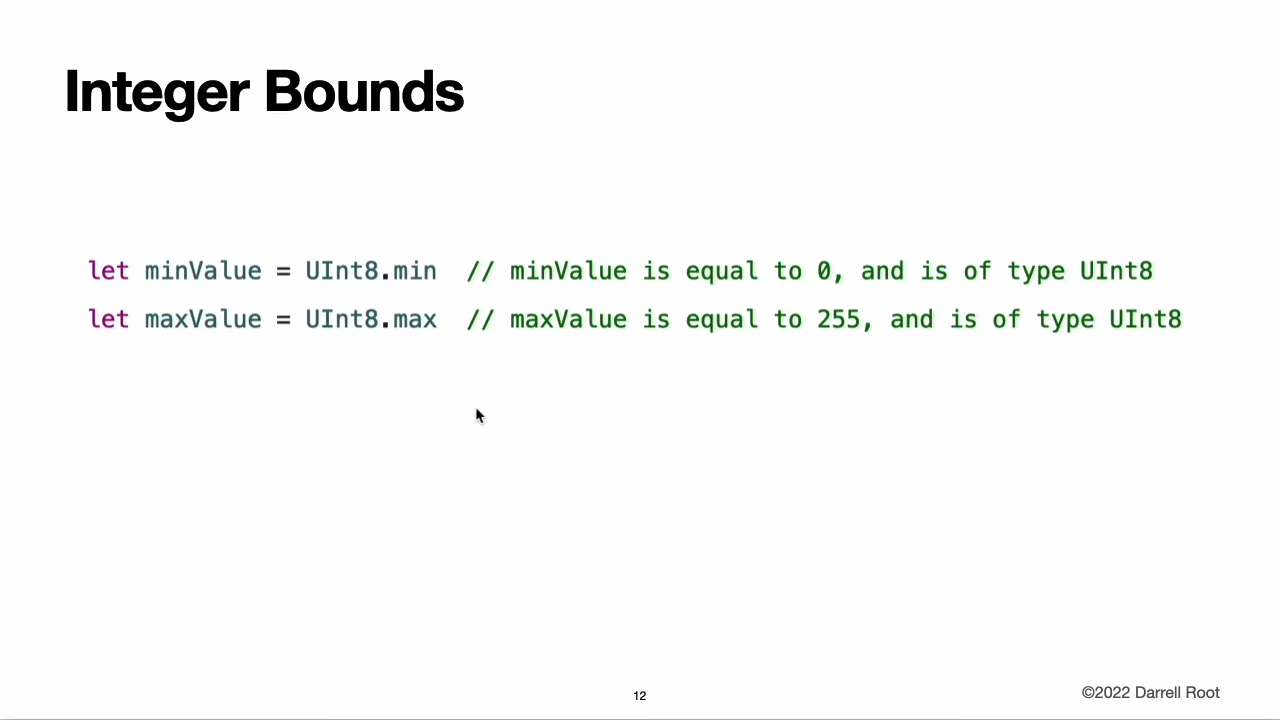 Integer Bounds
let minValue = UInt8.min  // minValue is equal to 0, and is of type UInt8
let maxValue = UInt8.max  // maxValue is equal to 255, and is of type UInt8
12
©2022 Darrell Root